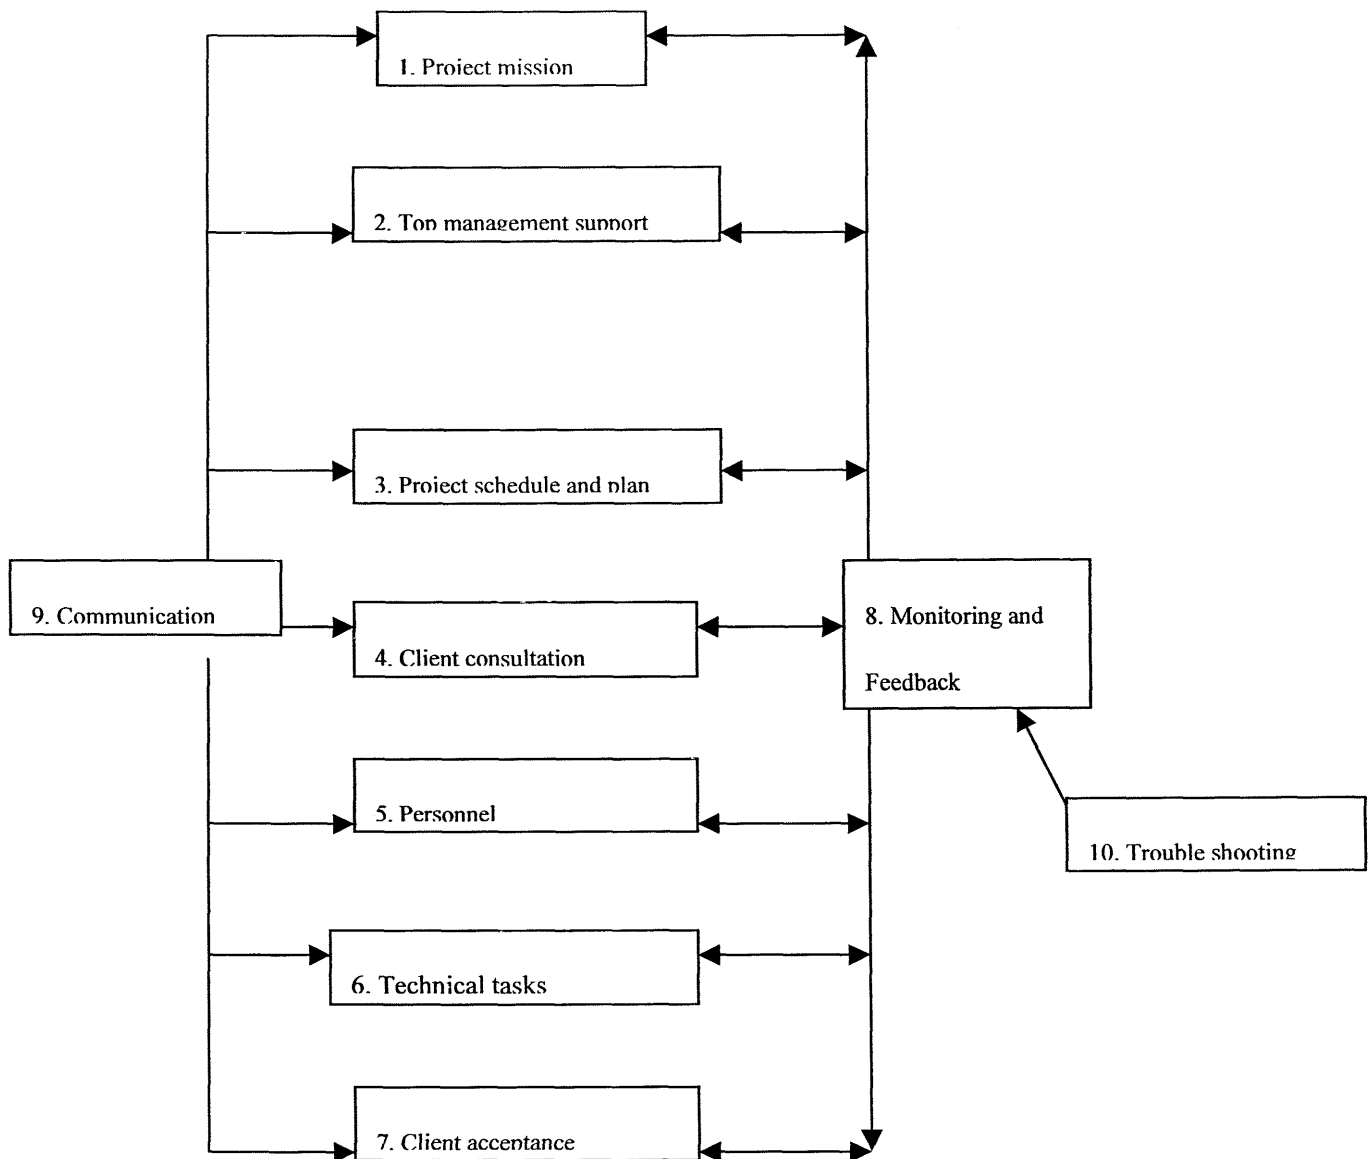 1. Project mission
2. Top management support
3. Project schedule and plan
9. Communication
4. Client consultation
8. Monitoring and
Feedback
5. Personnel
10. Trouble shooting
6. Technical tasks
7. Client acceptance